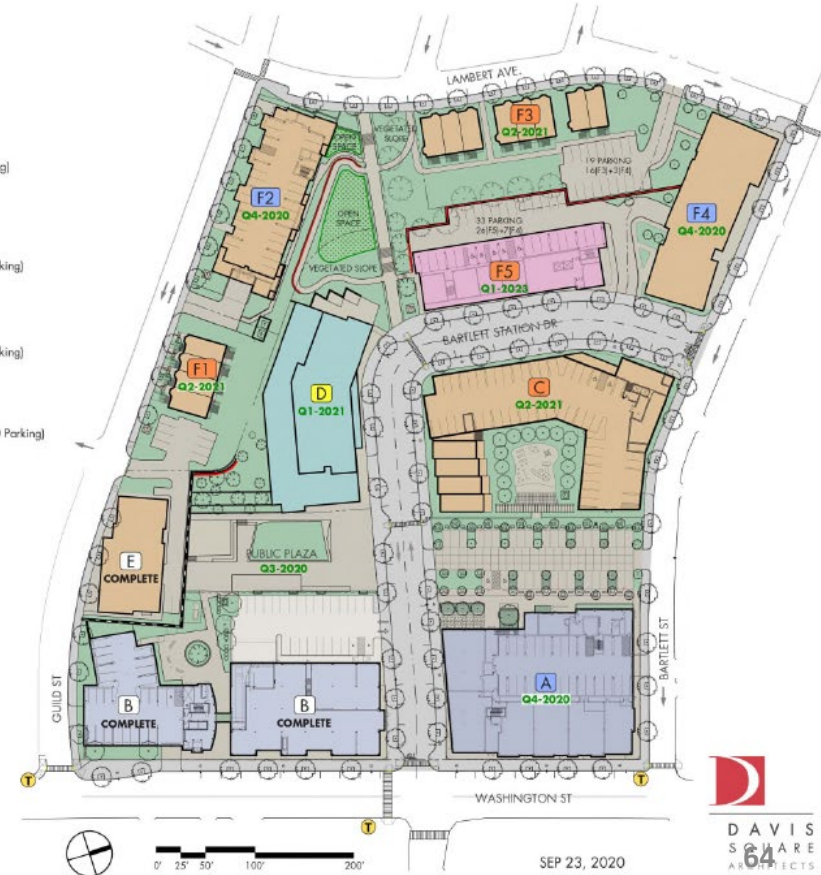 LAMBERT AVE.
F3
Q2-2021
OPEN
SPACE
VEGETATED
SLOPE
19 PARKING
16(F3)+3(F4)
g)
F2
Q4-2020
OPEN
SPACE
33 PARKING
26(F5)+7(F4)
F4
Q4-2020
VEGETATED SLOPE
F5
Q1-2023
king)
BARTLETT STATION DR
king)
F1
Q2-2021
D
Q1-2021
C
Q2-2021
Parking)
E
COMPLETE
PUBLIC PLAZA
Q3-2020
GUILD ST
BARTLETT ST
B
COMPLETE
B
COMPLETE
A
Q4-2020
T
T
WASHINGTON ST
T
0' 25' 50' 100' 200'
SEP 23, 2020
DAVIS
SQUARE
ARCHITECTS
64